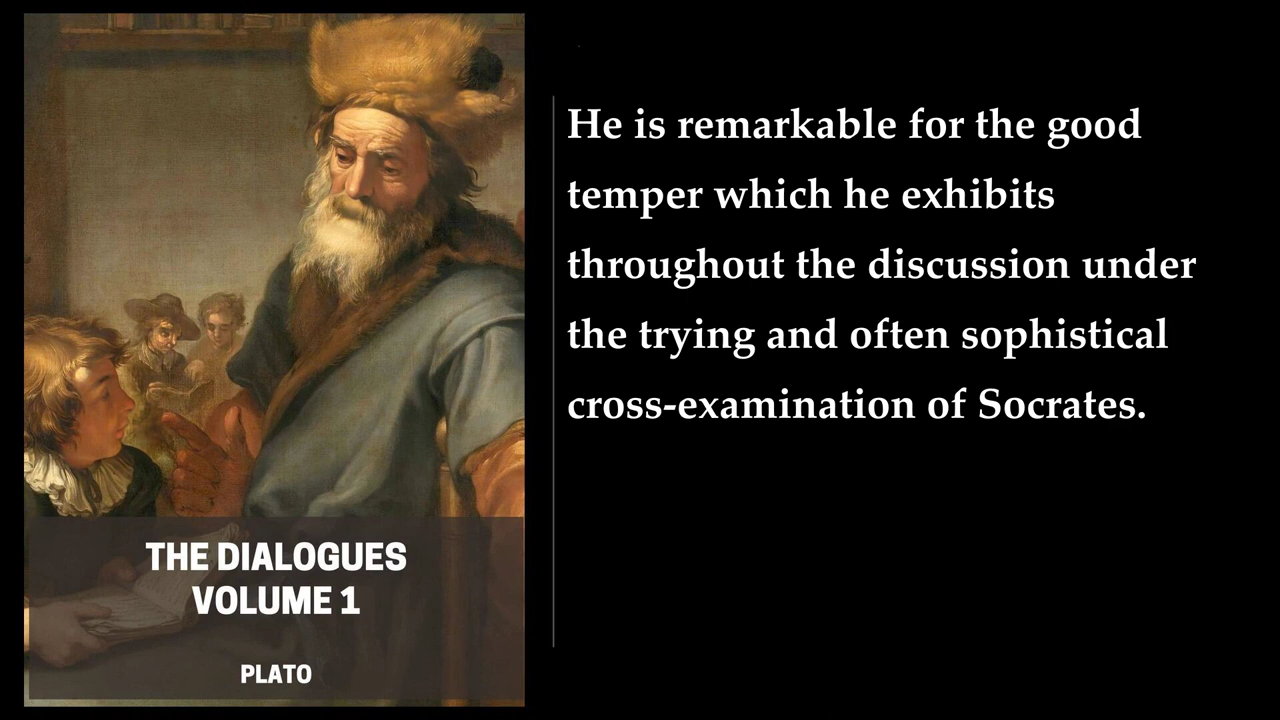 He is remarkable for the good
temper which he exhibits
throughout the discussion under
the trying and often sophistical
cross-examination of Socrates.
THE DIALOGUES
VOLUME 1
PLATO